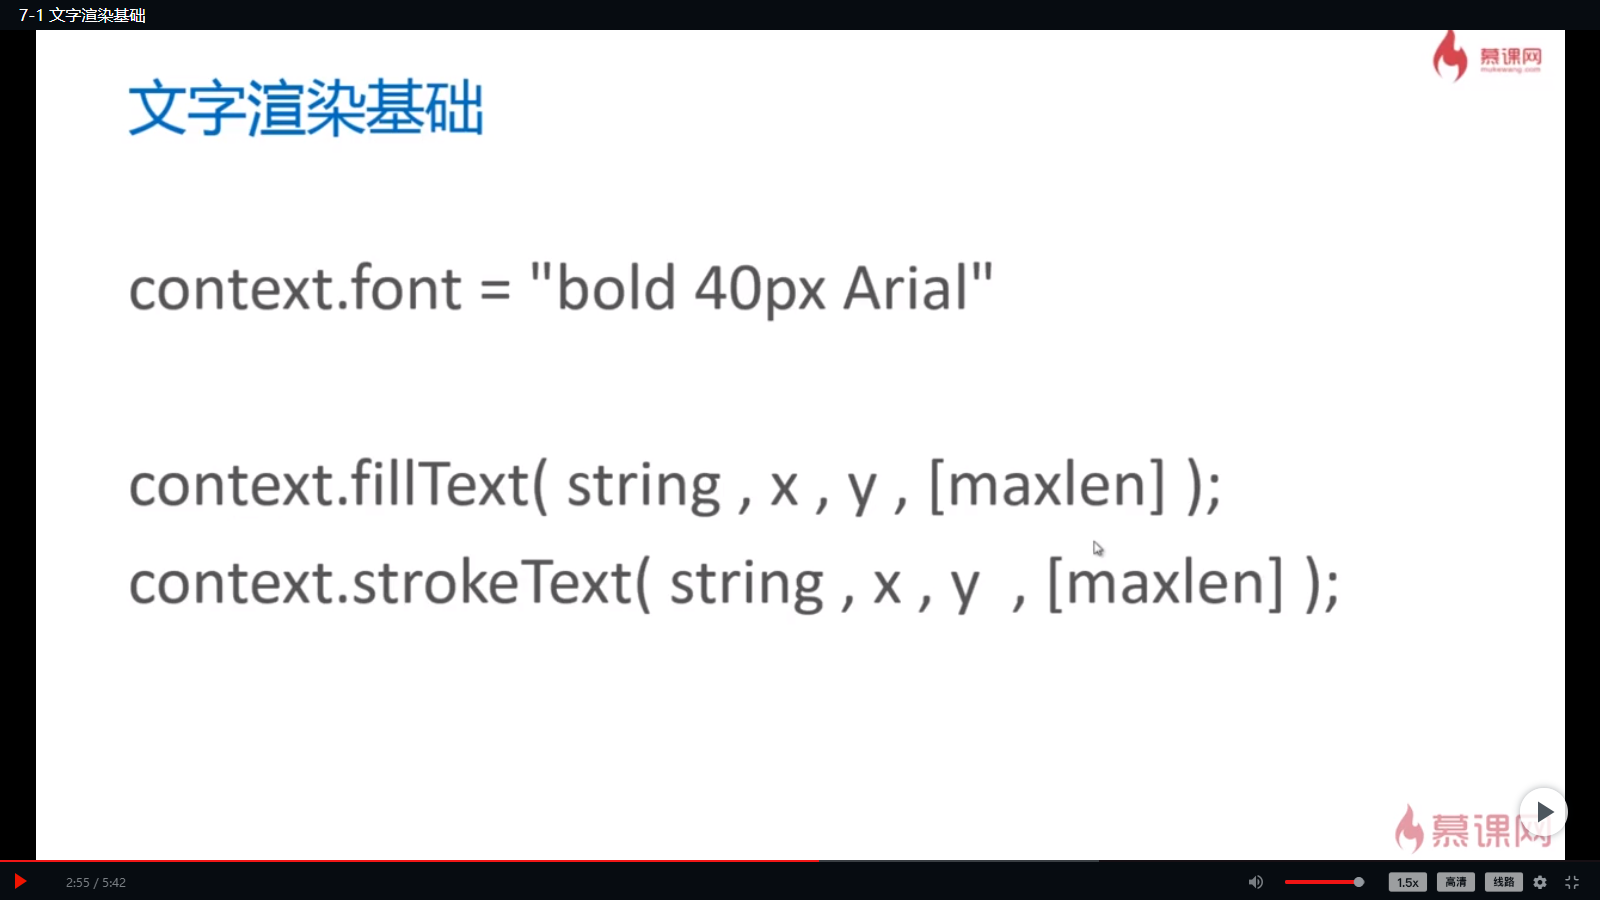 7-1 文字渲染基础
慕课网
mukewang.com
文字渲染基础
context.font = "bold 40px Arial"
context.fillText( string , x , y , [maxlen] );
context.strokeText( string , x , y  , [maxlen] );
慕课网
2:55 / 5:42
1.5x
高清
线路